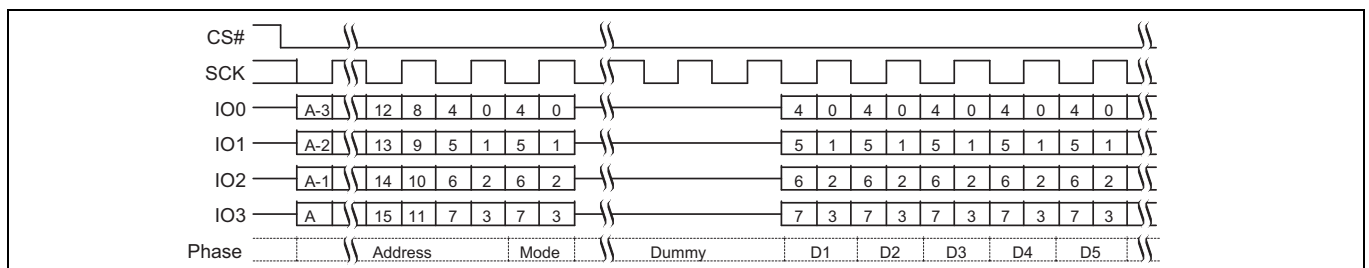 CS#
SCK
IO0 A-3 12 8 4 0 4 0 4 0 4 0 4 0 4 0 4 0
IO1 A-2 13 9 5 1 5 1 5 1 5 1 5 1 5 1 5 1
IO2 A-1 14 10 6 2 6 2 6 2 6 2 6 2 6 2 6 2
IO3 A 15 11 7 3 7 3 7 3 7 3 7 3 7 3 7 3
Phase Address Mode Dummy D1 D2 D3 D4 D5